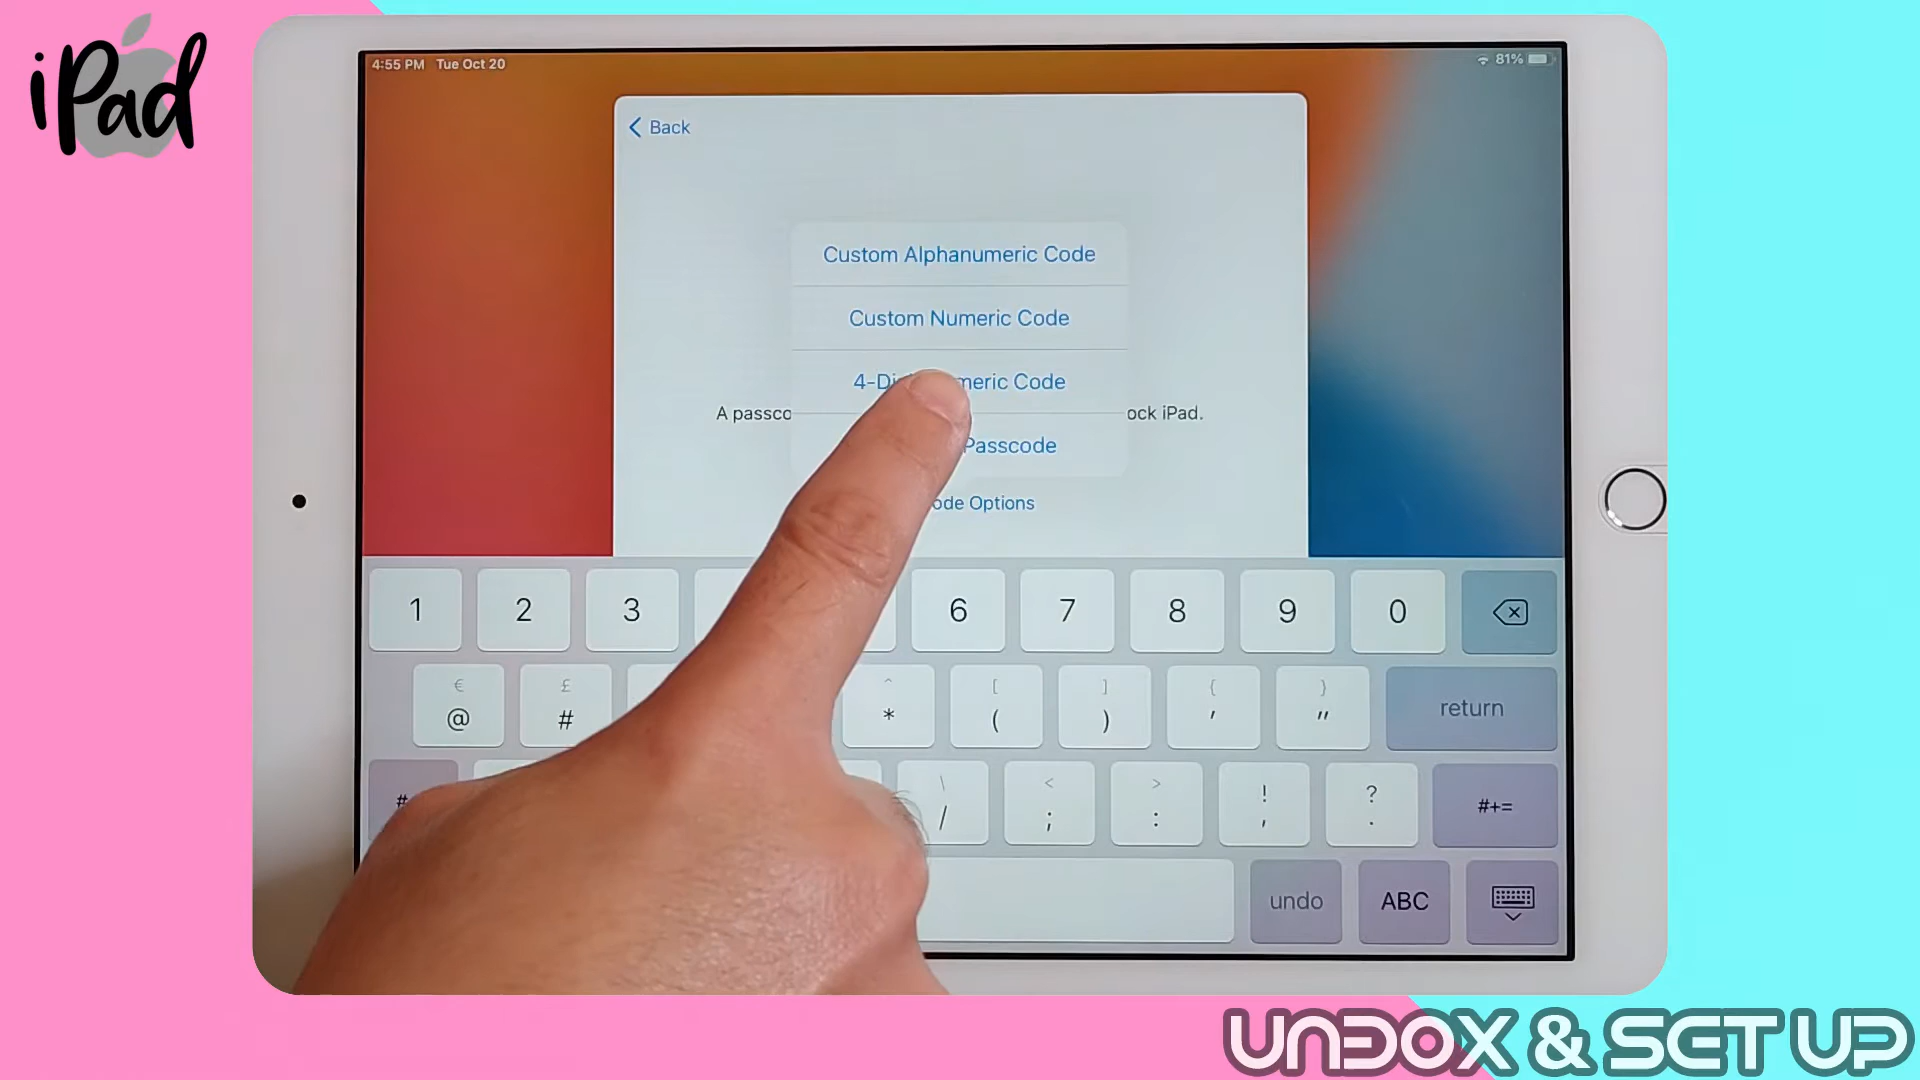 iPad
4:55 PM Tue Oct 20
81%
Back
Custom Alphanumeric Code
Custom Numeric Code
4-Di meric Code
A passco ock iPad.
Passcode
ode Options
1 2 3 6 7 8 9 0
€ £ ^ [ ] { }
@ # * ( ) ' " return
\ < > ! ?
# / ; : , . #+=
undo ABC
UNBOX & SET UP